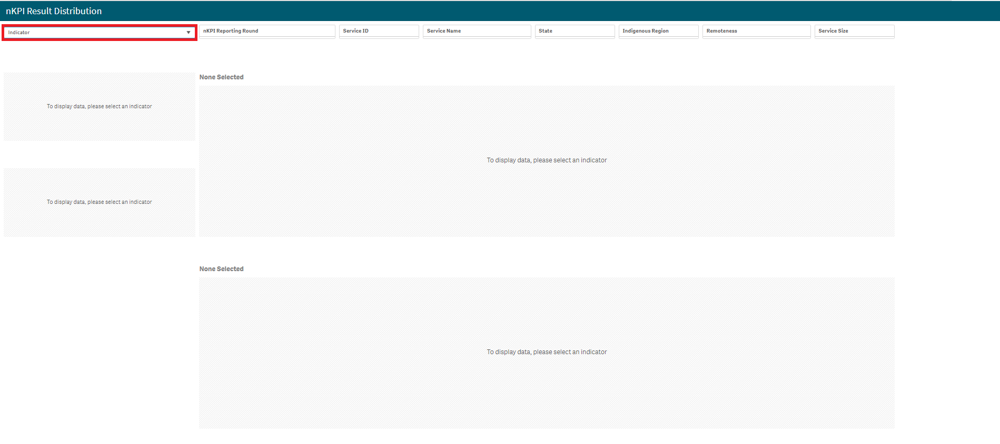 nKPI Result Distribution
Indicator
nKPI Reporting Round
Service ID
Service Name
State
Indigenous Region
Remoteness
Service Size
None Selected
To display data, please select an indicator
To display data, please select an indicator
To display data, please select an indicator
None Selected
To display data, please select an indicator